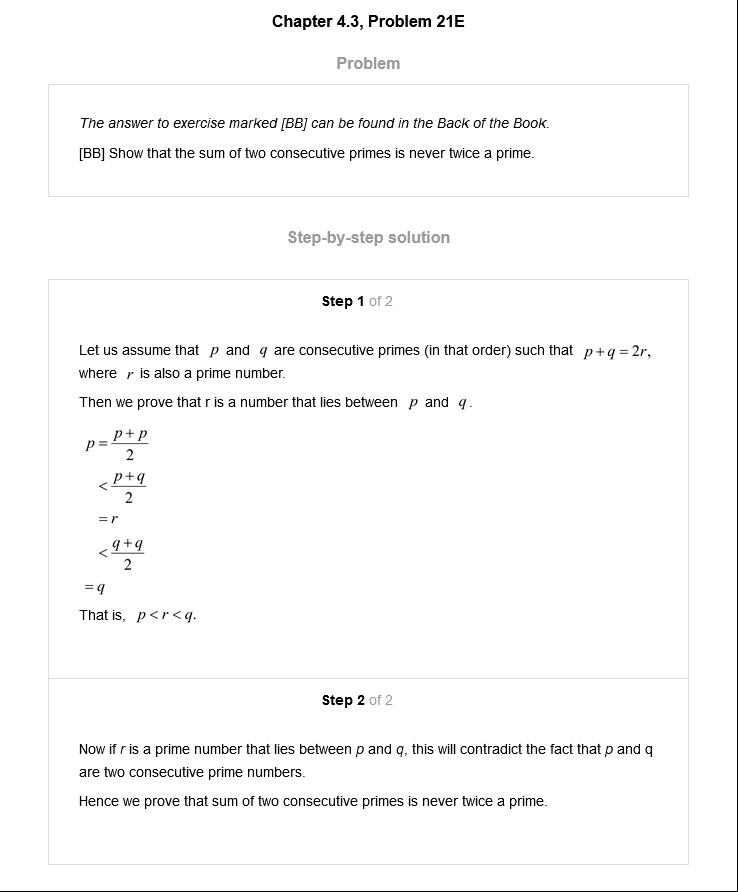 Chapter 4.3, Problem 21E
Problem
The answer to exercise marked [BB] can be found in the Back of the Book.
[BB] Show that the sum of two consecutive primes is never twice a prime.
Step-by-step solution
Step 1 of 2
Let us assume that p and q are consecutive primes (in that order) such that p+q=2r,
where r is also a prime number.
Then we prove that r is a number that lies between p and q.
p = (p+p)/2
< (p+q)/2
= r
< (q+q)/2
= q
That is, p<r<q.
Step 2 of 2
Now if r is a prime number that lies between p and q, this will contradict the fact that p and q
are two consecutive prime numbers.
Hence we prove that sum of two consecutive primes is never twice a prime.